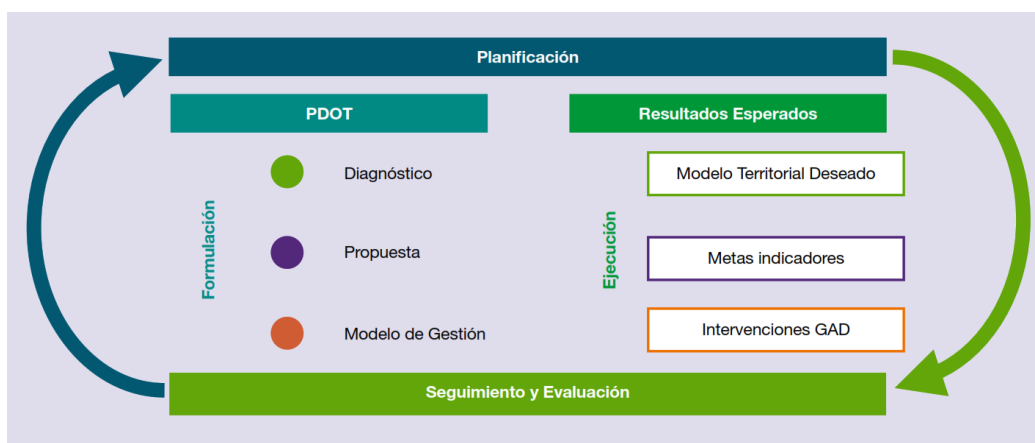 Planificación
PDOT
Resultados Esperados
Formulación
Diagnóstico
Propuesta
Modelo de Gestión
Ejecución
Modelo Territorial Deseado
Metas indicadores
Intervenciones GAD
Seguimiento y Evaluación